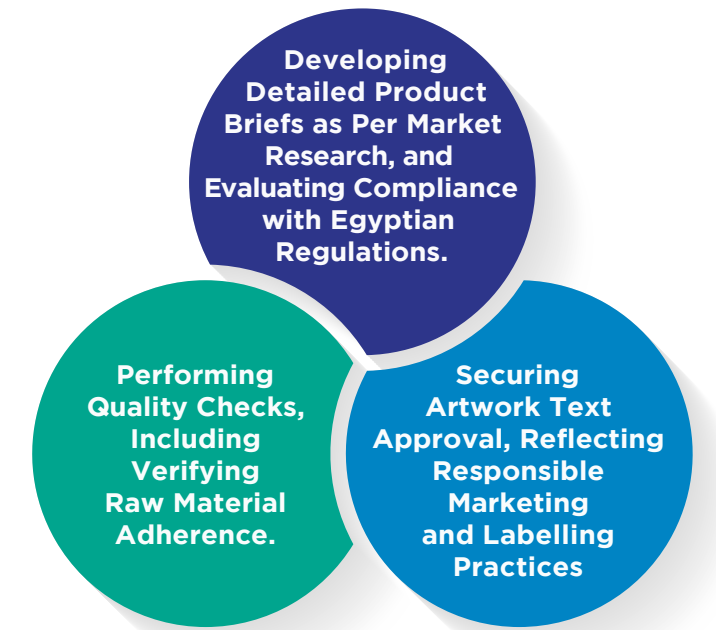 Developing
Detailed Product
Briefs as Per Market
Research, and
Evaluating Compliance
with Egyptian
Regulations.
Performing
Quality Checks,
Including
Verifying
Raw Material
Adherence.
Securing
Artwork Text
Approval, Reflecting
Responsible
Marketing
and Labelling
Practices